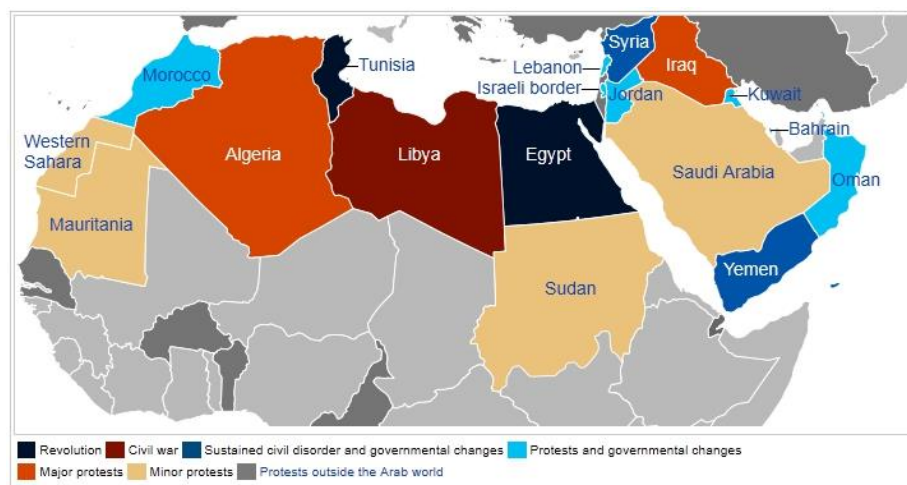 Syria
Morocco
Tunisia
Lebanon
Iraq
Israeli border
Jordan
Kuwait
Western
Sahara
Algeria
Libya
Egypt
Bahrain
Saudi Arabia
Oman
Mauritania
Yemen
Sudan
Revolution Civil war Sustained civil disorder and governmental changes Protests and governmental changes
Major protests Minor protests Protests outside the Arab world